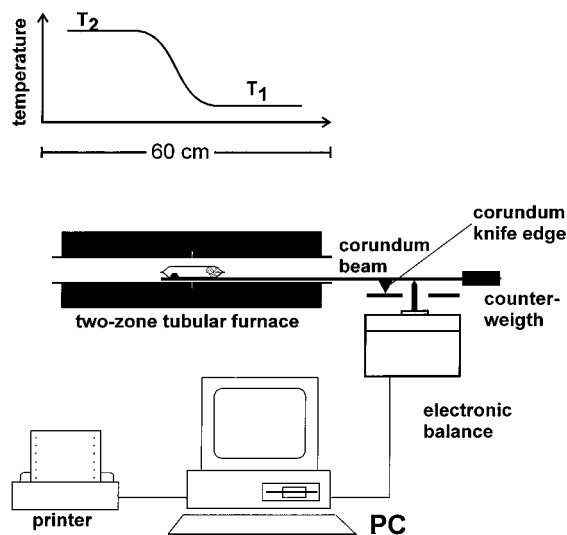 temperature
T2
T1
60 cm
corundum
knife edge
corundum
beam
counter-
weigth
two-zone tubular furnace
electronic
balance
printer
PC